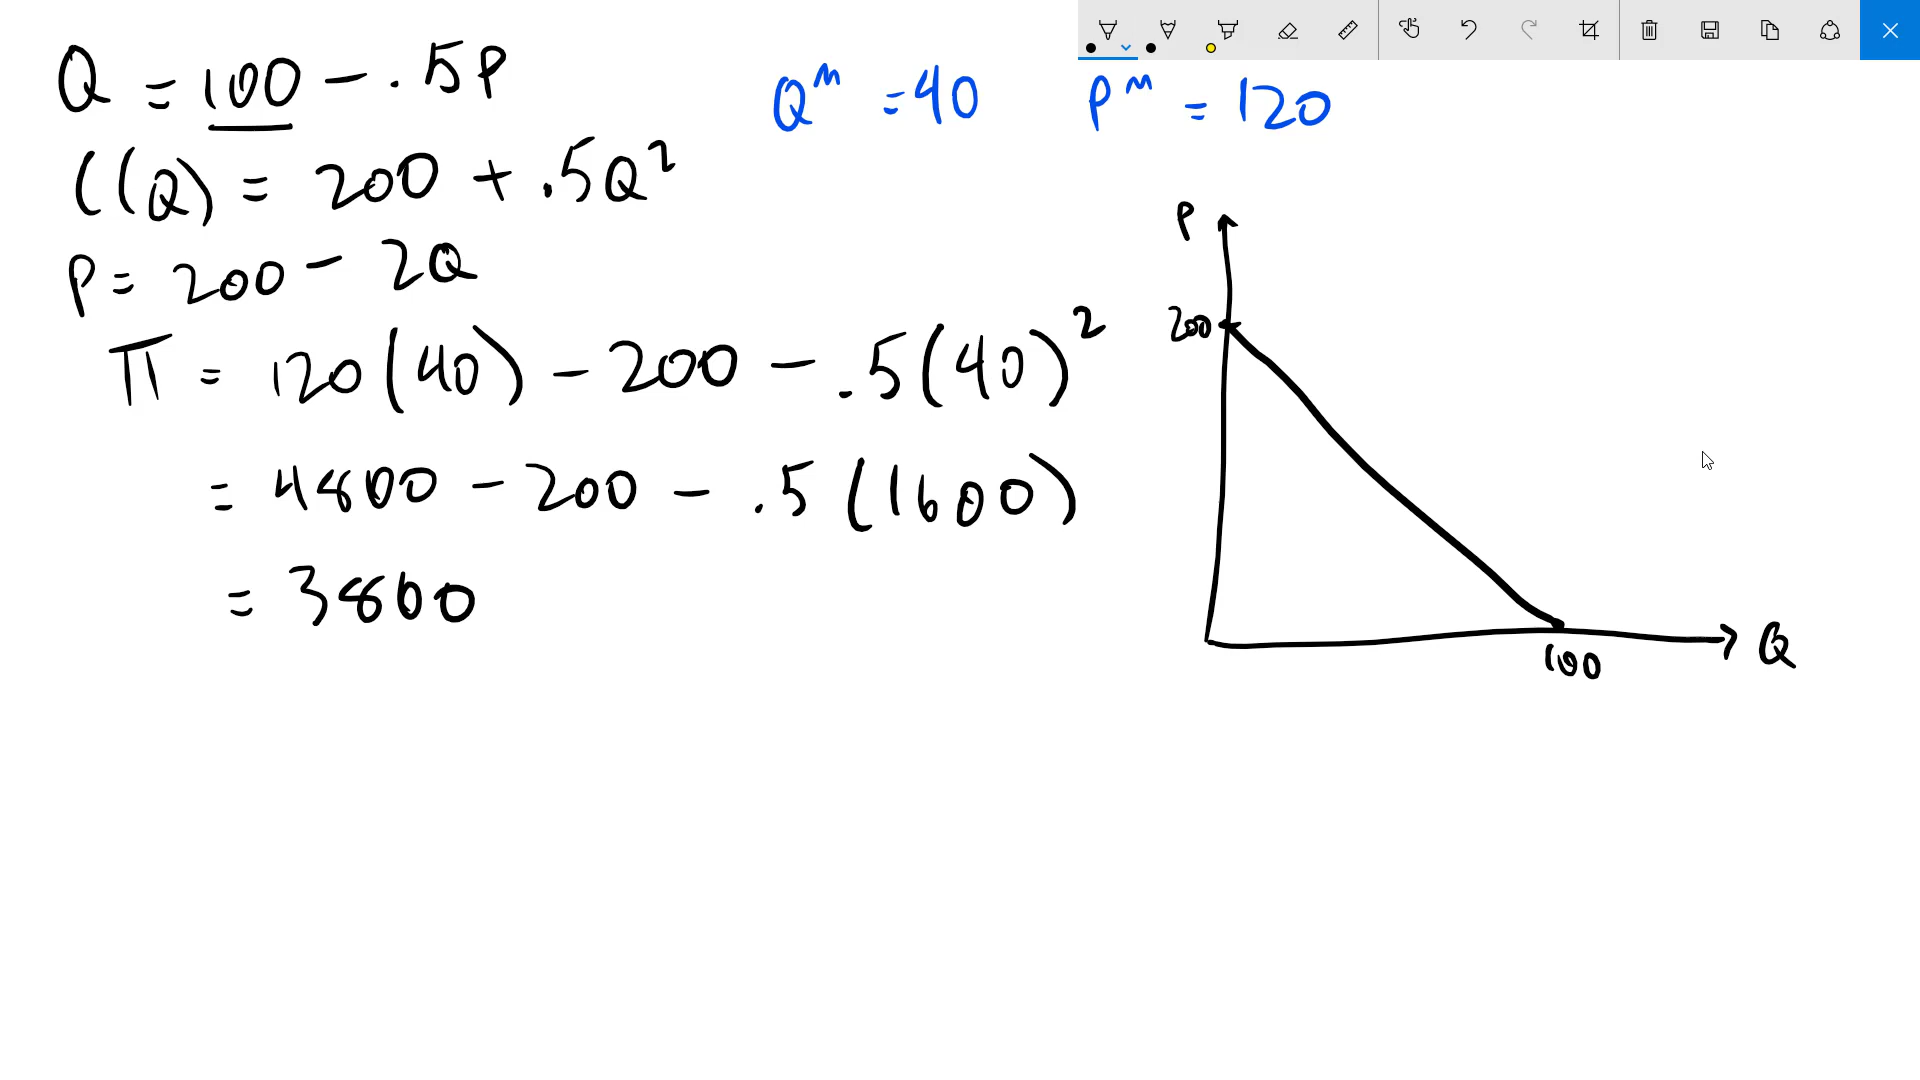 Q = 100 - .5P
Q^M = 40
P^M = 120
C(Q) = 200 + .5Q²
P = 200 - 2Q
Π = 120(40) - 200 - .5(40)²
= 4800 - 200 - .5(1600)
= 3800
P
200
100
Q